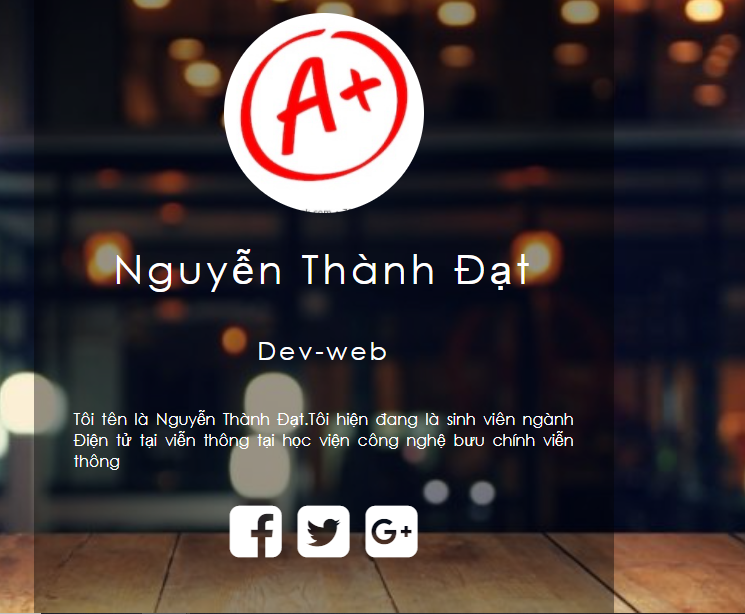 A+
Nguyễn Thành Đạt
Dev-web
Tôi tên là Nguyễn Thành Đạt.Tôi hiện đang là sinh viên ngành
Điện tử tại viễn thông tại học viện công nghệ bưu chính viễn
thông
f
G+